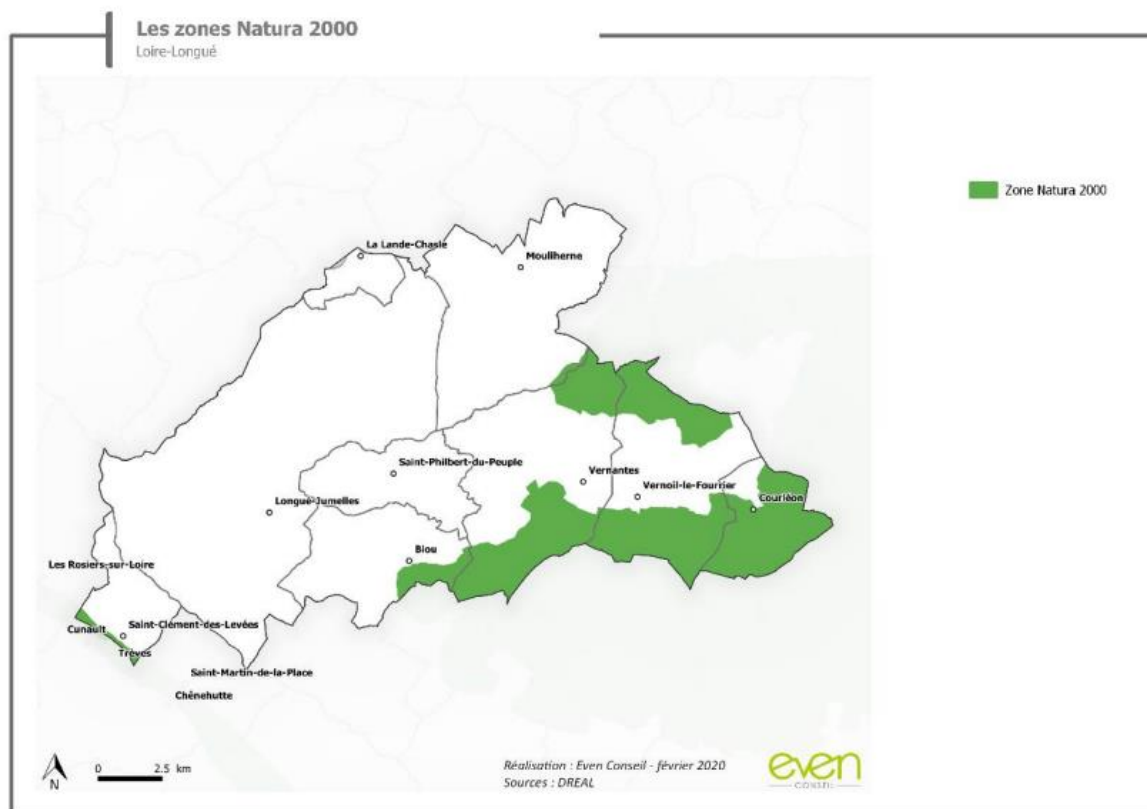 Les zones Natura 2000
Loire-Longué
Zone Natura 2000
La Lande-Chasle
Mouliherne
Saint-Philbert-du-Peuple
Vernantes
Vernoil-le-Fourrier
Longué-Jumelles
Courléon
Blou
Les Rosiers-sur-Loire
Cunault
Saint-Clément-des-Levées
Trèves
Saint-Martin-de-la-Place
Chênehutte
N
0 2.5 km
Réalisation : Even Conseil - février 2020
Sources : DREAL
even
CONSEIL